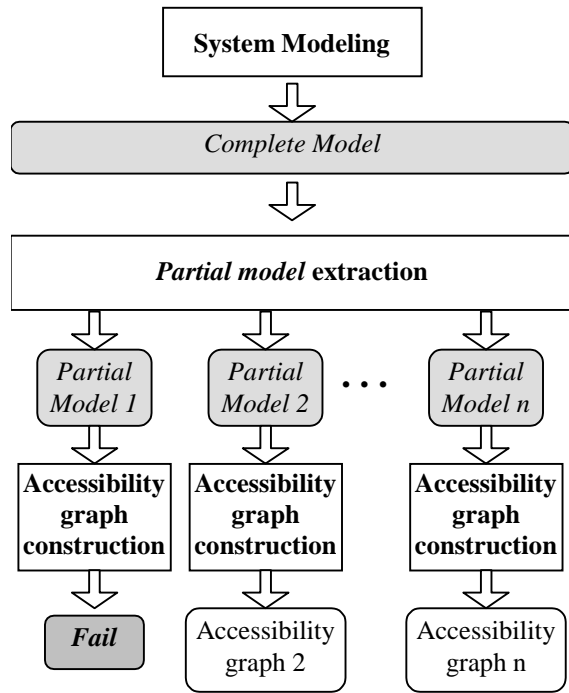 System Modeling
Complete Model
Partial model extraction
Partial
Model 1
Partial
Model 2
. . .
Partial
Model n
Accessibility
graph
construction
Accessibility
graph
construction
Accessibility
graph
construction
Fail
Accessibility
graph 2
Accessibility
graph n